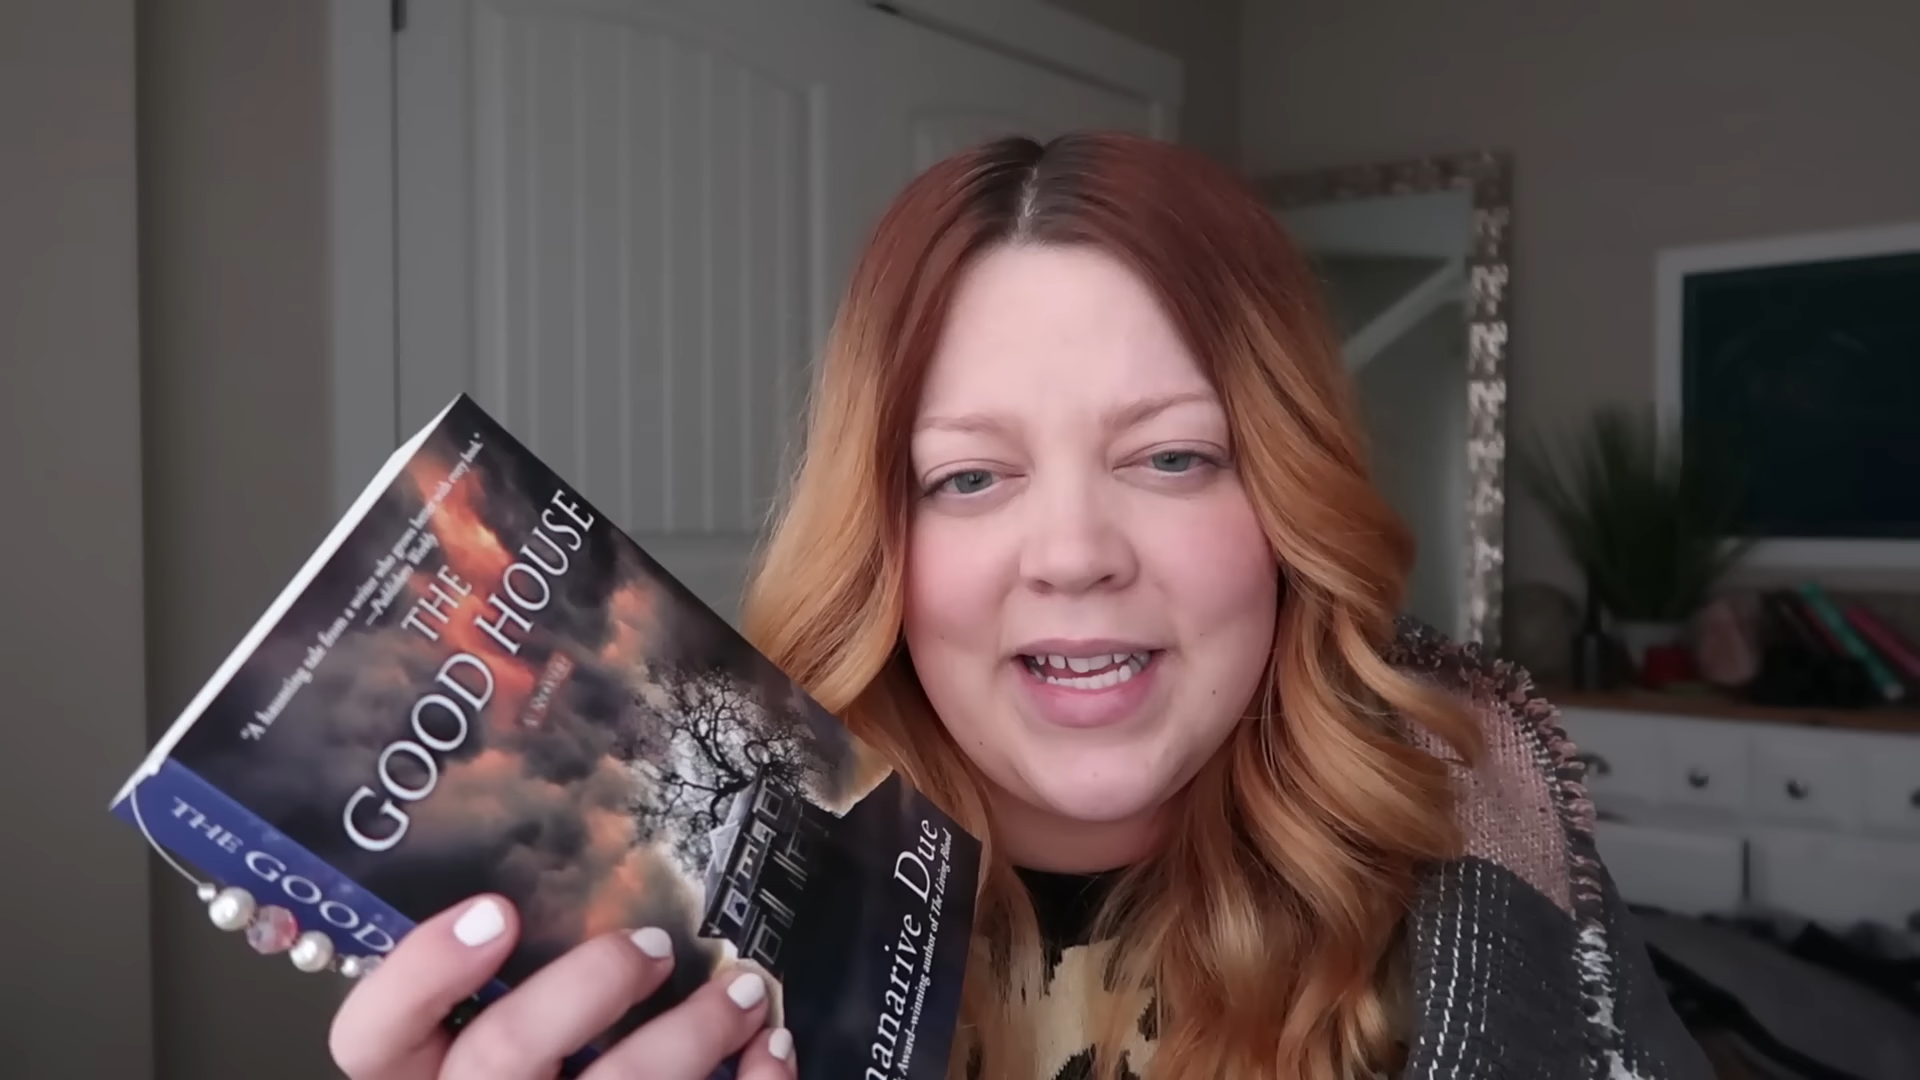 "A haunting tale from a writer who grows better with every book."
—Publishers Weekly
THE
GOOD HOUSE
A NOVEL
nanarive Due
Award-winning author of The Living Blood
THE GOOD